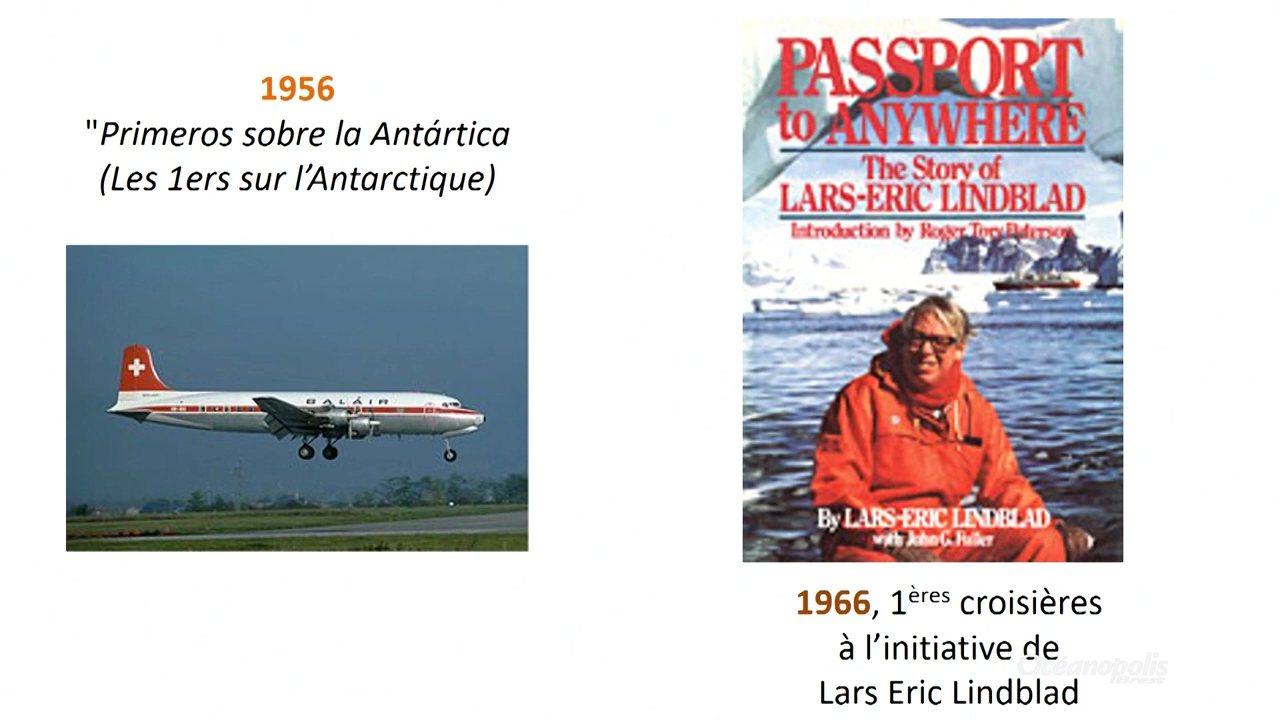 1956
"Primeros sobre la Antártica
(Les 1ers sur l’Antarctique)
BALAIR
PASSPORT
to ANYWHERE
The Story of
LARS-ERIC LINDBLAD
Introduction by Roger Tory Peterson
By LARS-ERIC LINDBLAD
with John G. Fuller
1966, 1ères croisières
à l’initiative de
Lars Eric Lindblad
Océanopolis
Brest